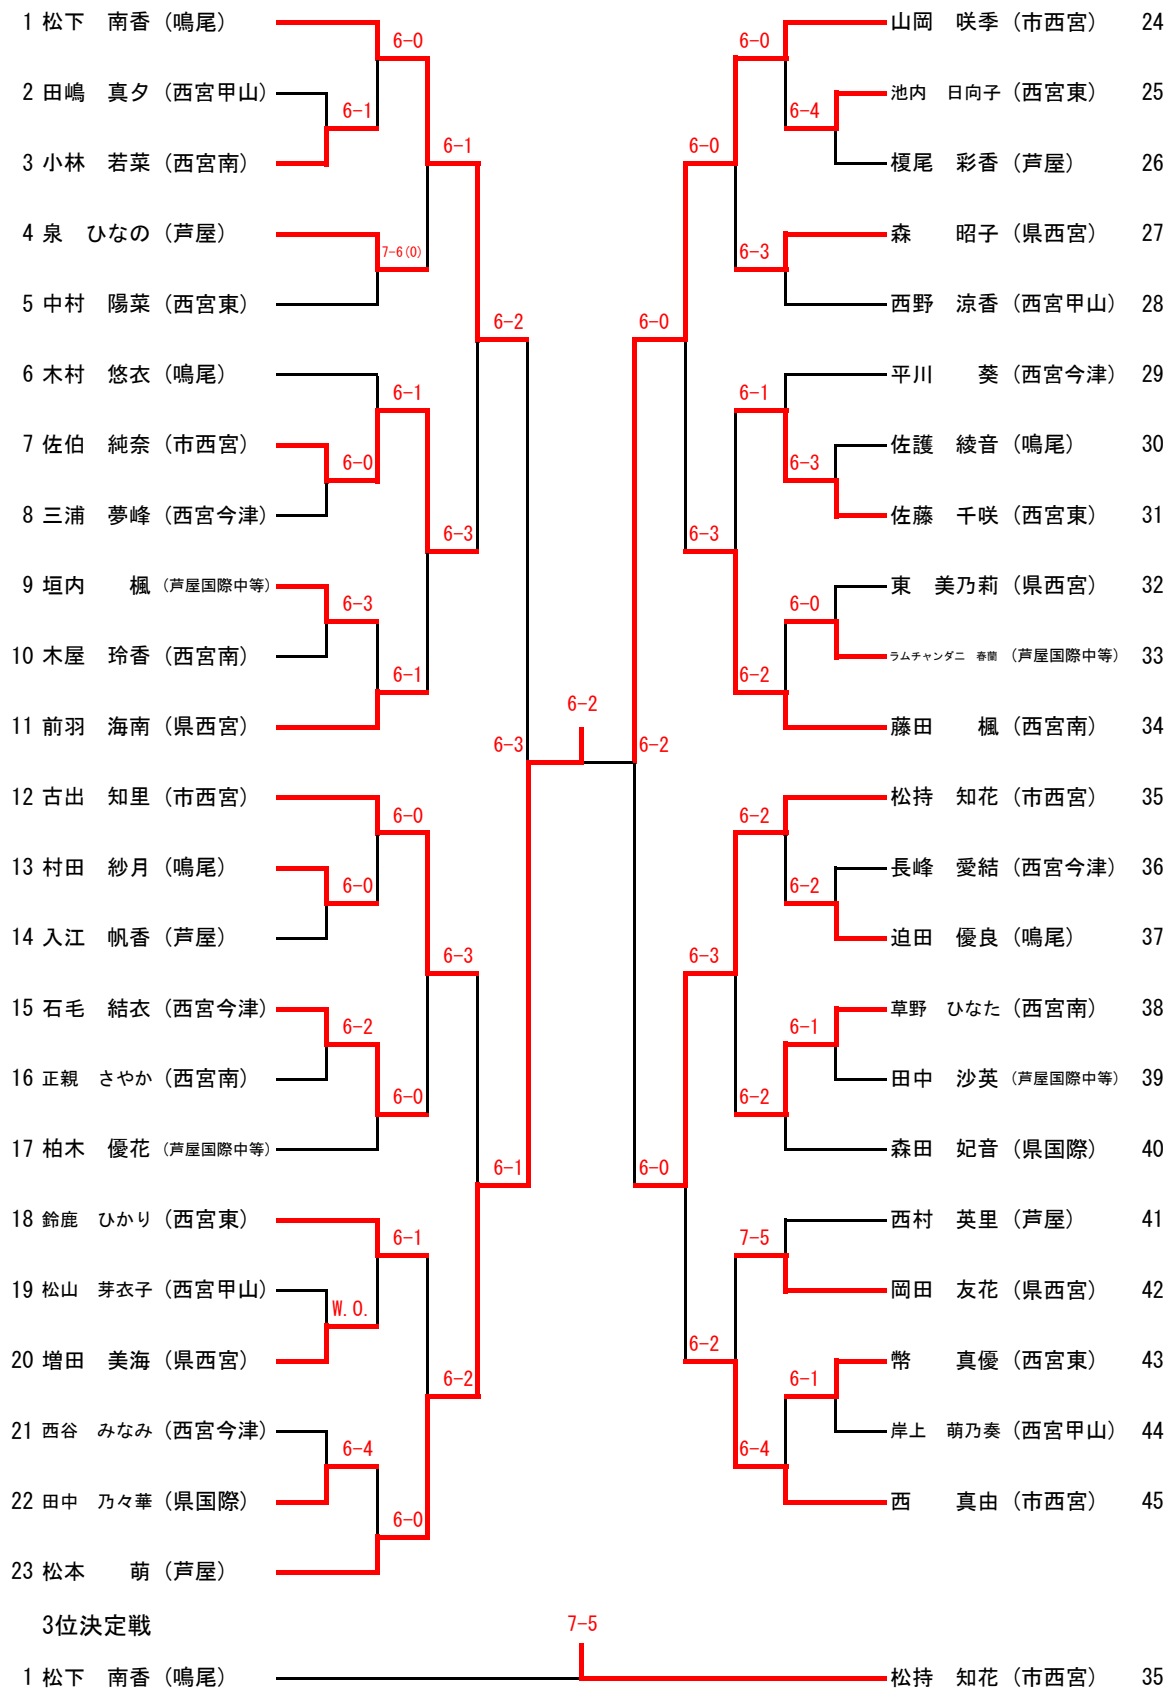 1 松下　南香 (鳴尾)
6-0
6-0
山岡　咲季 (市西宮) 24
2 田嶋　真夕 (西宮甲山)
6-1
6-4
池内　日向子 (西宮東) 25
3 小林　若菜 (西宮南)
6-1
6-0
榎尾　彩香 (芦屋) 26
4 泉　ひなの (芦屋)
7-6(0)
6-3
森　　昭子 (県西宮) 27
5 中村　陽菜 (西宮東)
西野　涼香 (西宮甲山) 28
6-2
6-0
6 木村　悠衣 (鳴尾)
6-1
6-1
平川　　葵 (西宮今津) 29
7 佐伯　純奈 (市西宮)
6-0
6-3
佐護　綾音 (鳴尾) 30
8 三浦　夢峰 (西宮今津)
6-3
6-3
佐藤　千咲 (西宮東) 31
9 垣内　　楓 (芦屋国際中等)
6-3
6-0
東　美乃莉 (県西宮) 32
10 木屋　玲香 (西宮南)
6-1
6-2
ラムチャンダニ　春蘭 (芦屋国際中等) 33
11 前羽　海南 (県西宮)
6-2
藤田　　楓 (西宮南) 34
6-3
6-2
12 古出　知里 (市西宮)
6-0
6-2
松持　知花 (市西宮) 35
13 村田　紗月 (鳴尾)
6-0
6-2
長峰　愛結 (西宮今津) 36
14 入江　帆香 (芦屋)
6-3
6-3
迫田　優良 (鳴尾) 37
15 石毛　結衣 (西宮今津)
6-2
6-1
草野　ひなた (西宮南) 38
16 正親　さやか (西宮南)
6-0
6-2
田中　沙英 (芦屋国際中等) 39
17 柏木　優花 (芦屋国際中等)
森田　妃音 (県国際) 40
6-1
6-0
18 鈴鹿　ひかり (西宮東)
6-1
7-5
西村　英里 (芦屋) 41
19 松山　芽衣子 (西宮甲山)
W.O.
岡田　友花 (県西宮) 42
20 増田　美海 (県西宮)
6-2
6-2
幣　　真優 (西宮東) 43
6-1
21 西谷　みなみ (西宮今津)
6-4
6-4
岸上　萌乃奏 (西宮甲山) 44
22 田中　乃々華 (県国際)
6-0
西　　真由 (市西宮) 45
23 松本　　萌 (芦屋)
3位決定戦
7-5
1 松下　南香 (鳴尾)
松持　知花 (市西宮) 35